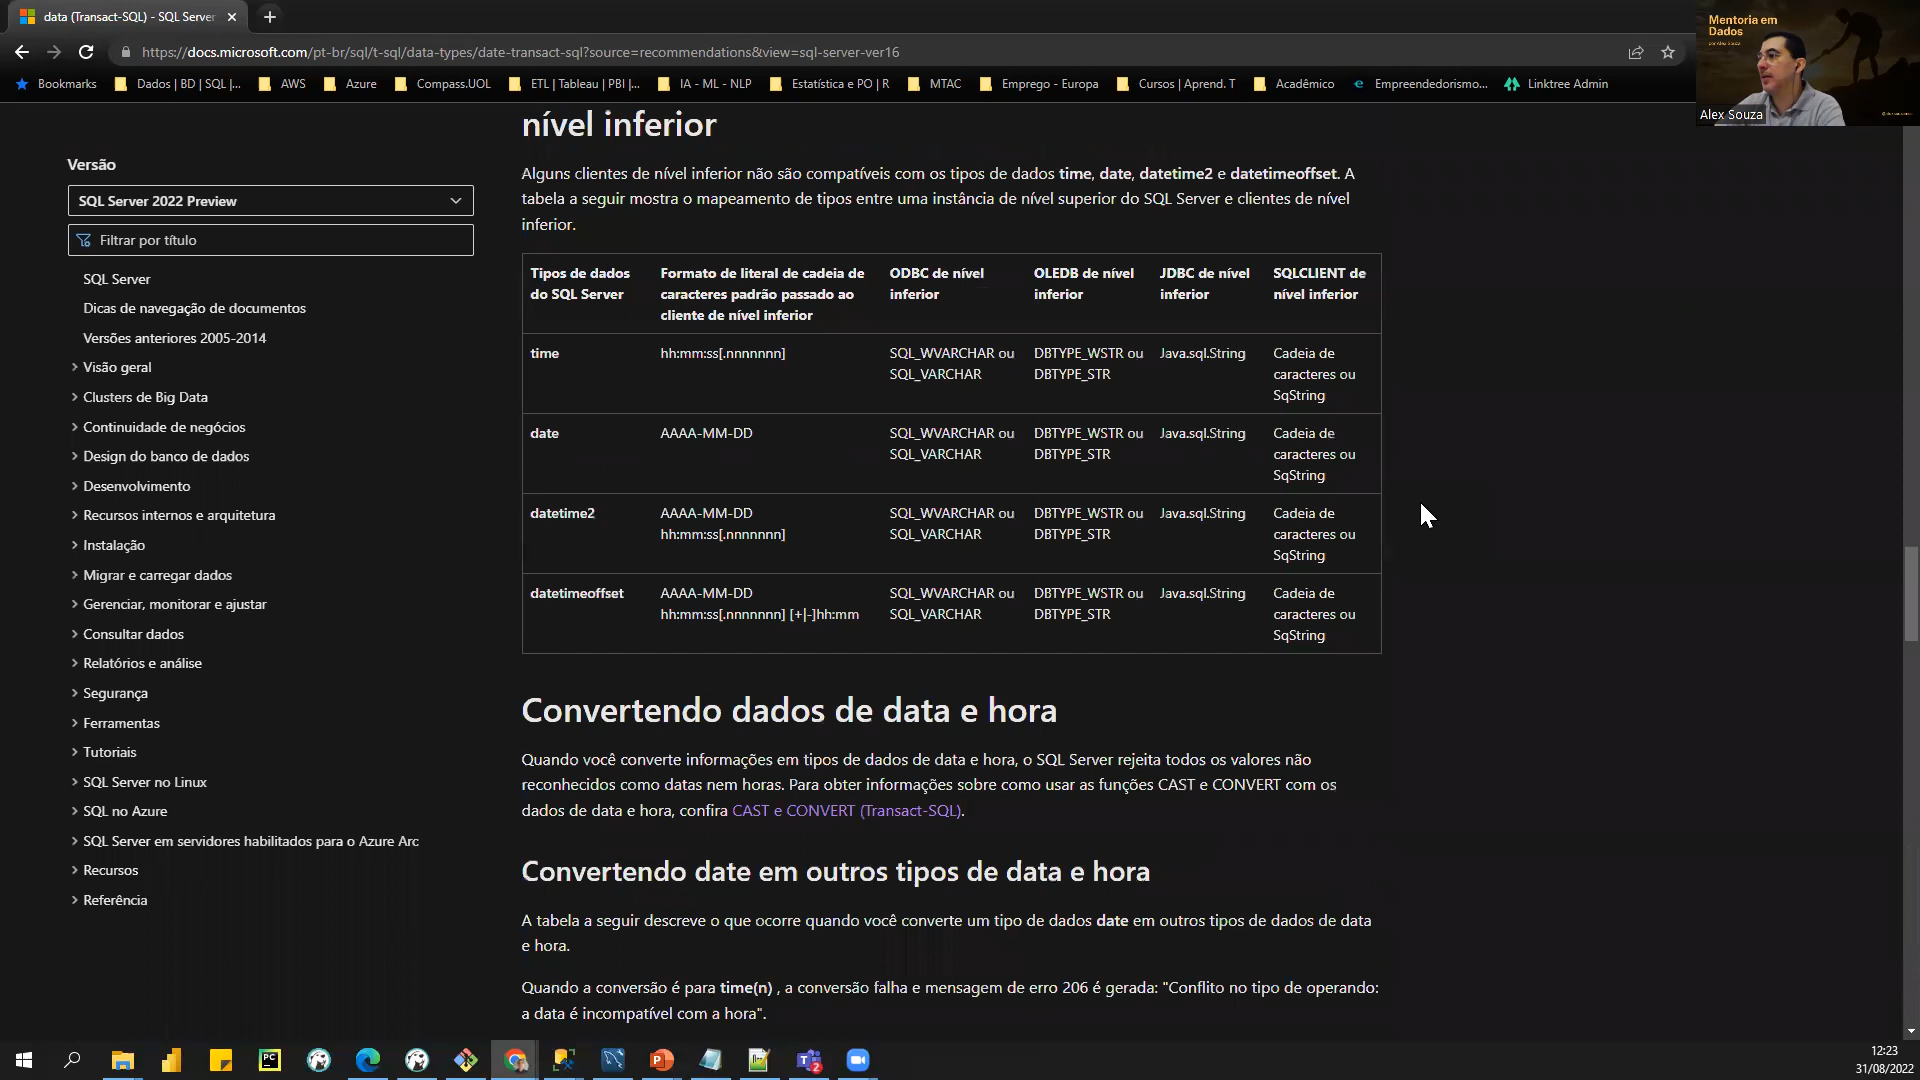 data (Transact-SQL) - SQL Server
https://docs.microsoft.com/pt-br/sql/t-sql/data-types/date-transact-sql?source=recommendations&view=sql-server-ver16
Bookmarks
Dados | BD | SQL |...
AWS
Azure
Compass.UOL
ETL | Tableau | PBI |...
IA - ML - NLP
Estatística e PO | R
MTAC
Emprego - Europa
Cursos | Aprend. T
Acadêmico
Empreendedorismo...
Linktree Admin
Mentoria em
Dados
por Alex Souza
Alex Souza
Versão
SQL Server 2022 Preview
Filtrar por título
SQL Server
Dicas de navegação de documentos
Versões anteriores 2005-2014
Visão geral
Clusters de Big Data
Continuidade de negócios
Design do banco de dados
Desenvolvimento
Recursos internos e arquitetura
Instalação
Migrar e carregar dados
Gerenciar, monitorar e ajustar
Consultar dados
Relatórios e análise
Segurança
Ferramentas
Tutoriais
SQL Server no Linux
SQL no Azure
SQL Server em servidores habilitados para o Azure Arc
Recursos
Referência
nível inferior
Alguns clientes de nível inferior não são compatíveis com os tipos de dados time, date, datetime2 e datetimeoffset. A
tabela a seguir mostra o mapeamento de tipos entre uma instância de nível superior do SQL Server e clientes de nível
inferior.
Tipos de dados
do SQL Server
Formato de literal de cadeia de
caracteres padrão passado ao
cliente de nível inferior
ODBC de nível
inferior
OLEDB de nível
inferior
JDBC de nível
inferior
SQLCLIENT de
nível inferior
time
hh:mm:ss[.nnnnnnn]
SQL_WVARCHAR ou
SQL_VARCHAR
DBTYPE_WSTR ou
DBTYPE_STR
Java.sql.String
Cadeia de
caracteres ou
SqString
date
AAAA-MM-DD
SQL_WVARCHAR ou
SQL_VARCHAR
DBTYPE_WSTR ou
DBTYPE_STR
Java.sql.String
Cadeia de
caracteres ou
SqString
datetime2
AAAA-MM-DD
hh:mm:ss[.nnnnnnn]
SQL_WVARCHAR ou
SQL_VARCHAR
DBTYPE_WSTR ou
DBTYPE_STR
Java.sql.String
Cadeia de
caracteres ou
SqString
datetimeoffset
AAAA-MM-DD
hh:mm:ss[.nnnnnnn] [+|-]hh:mm
SQL_WVARCHAR ou
SQL_VARCHAR
DBTYPE_WSTR ou
DBTYPE_STR
Java.sql.String
Cadeia de
caracteres ou
SqString
Convertendo dados de data e hora
Quando você converte informações em tipos de dados de data e hora, o SQL Server rejeita todos os valores não
reconhecidos como datas nem horas. Para obter informações sobre como usar as funções CAST e CONVERT com os
dados de data e hora, confira CAST e CONVERT (Transact-SQL).
Convertendo date em outros tipos de data e hora
A tabela a seguir descreve o que ocorre quando você converte um tipo de dados date em outros tipos de dados de data
e hora.
Quando a conversão é para time(n) , a conversão falha e mensagem de erro 206 é gerada: "Conflito no tipo de operando:
a data é incompatível com a hora".
PC
P
T
2
12:23
31/08/2022